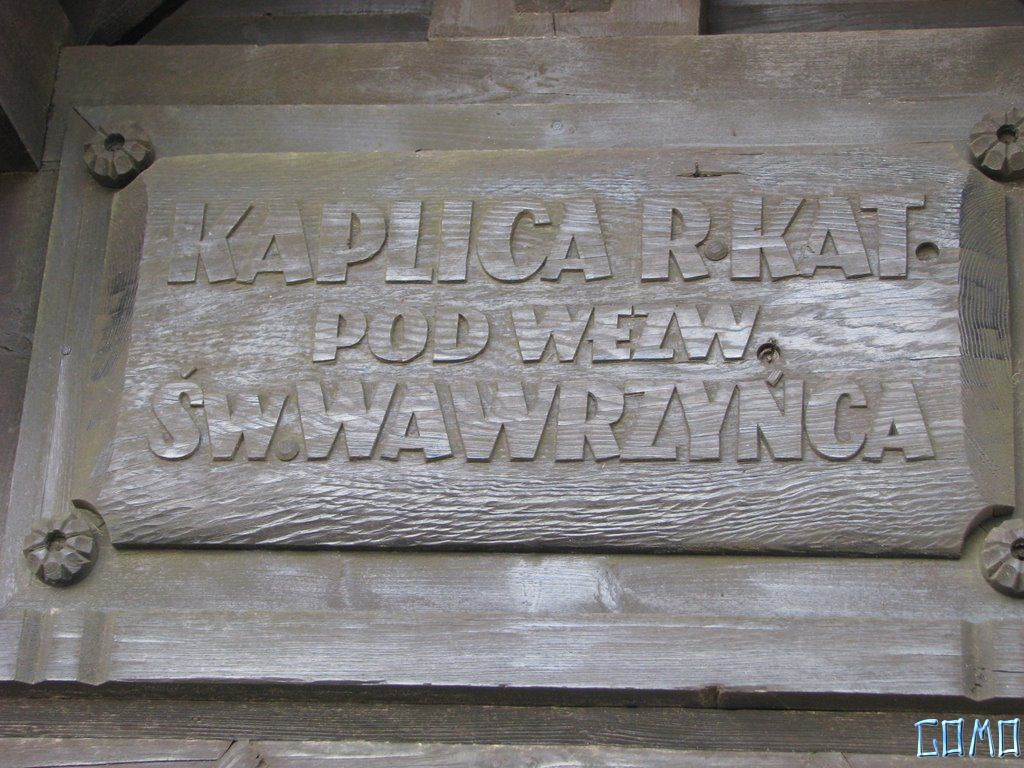 KAPLICA R.KAT.
POD WEZW.
ŚW.WAWRZYŃCA
GOMO